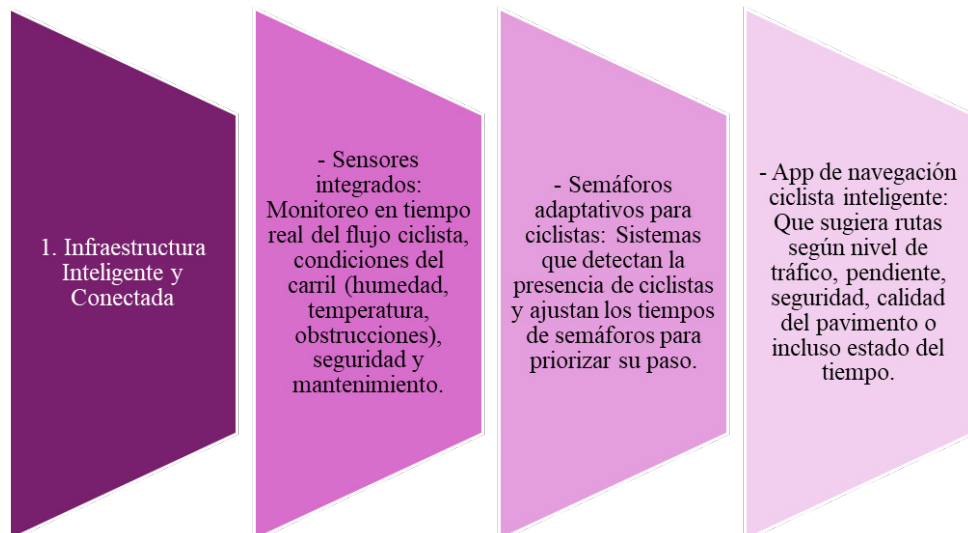 1. Infraestructura
Inteligente y
Conectada
- Sensores
integrados:
Monitoreo en tiempo
real del flujo ciclista,
condiciones del
carril (humedad,
temperatura,
obstrucciones),
seguridad y
mantenimiento.
- Semáforos
adaptativos para
ciclistas: Sistemas
que detectan la
presencia de ciclistas
y ajustan los tiempos
de semáforos para
priorizar su paso.
- App de navegación
ciclista inteligente:
Que sugiera rutas
según nivel de
tráfico, pendiente,
seguridad, calidad
del pavimento o
incluso estado del
tiempo.